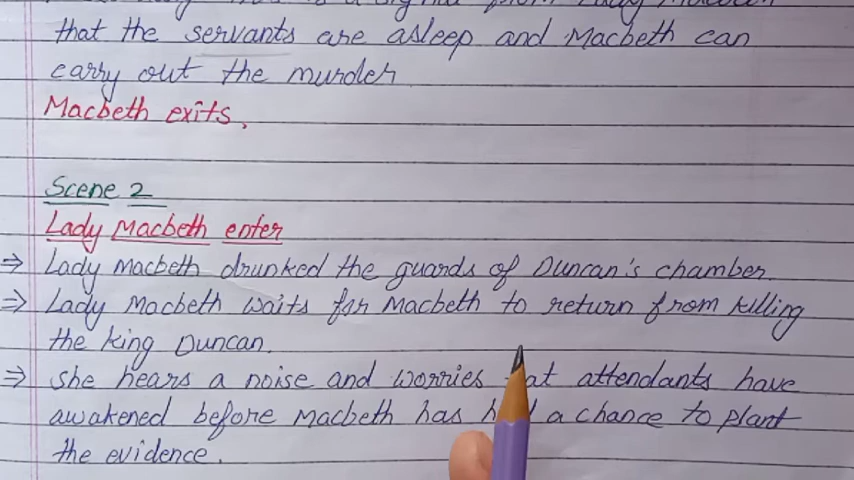 that the servants are asleep and Macbeth can
carry out the murder
Macbeth exits,
Scene 2
Lady Macbeth enter
⇒ Lady Macbeth drunked the guards of Duncan's chamber.
⇒ Lady Macbeth waits for Macbeth to return from killing
the king Duncan.
⇒ she hears a noise and worries at attendants have
awakened before Macbeth has a chance to plant
the evidence.